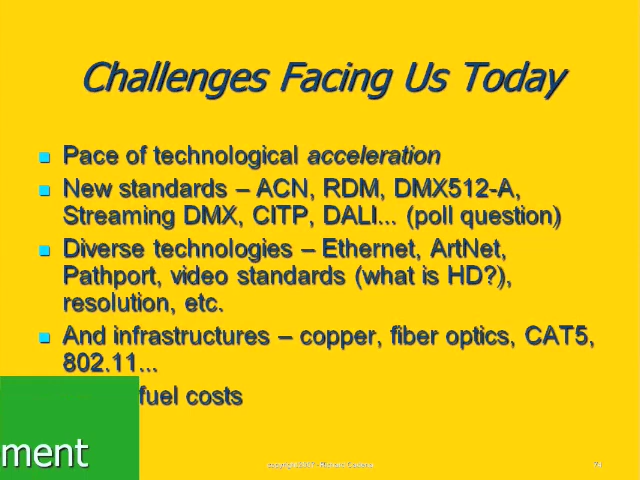 Challenges Facing Us Today
Pace of technological acceleration
New standards – ACN, RDM, DMX512-A,
Streaming DMX, CITP, DALI... (poll question)
Diverse technologies – Ethernet, ArtNet,
Pathport, video standards (what is HD?),
resolution, etc.
And infrastructures – copper, fiber optics, CAT5,
802.11...
fuel costs
ment